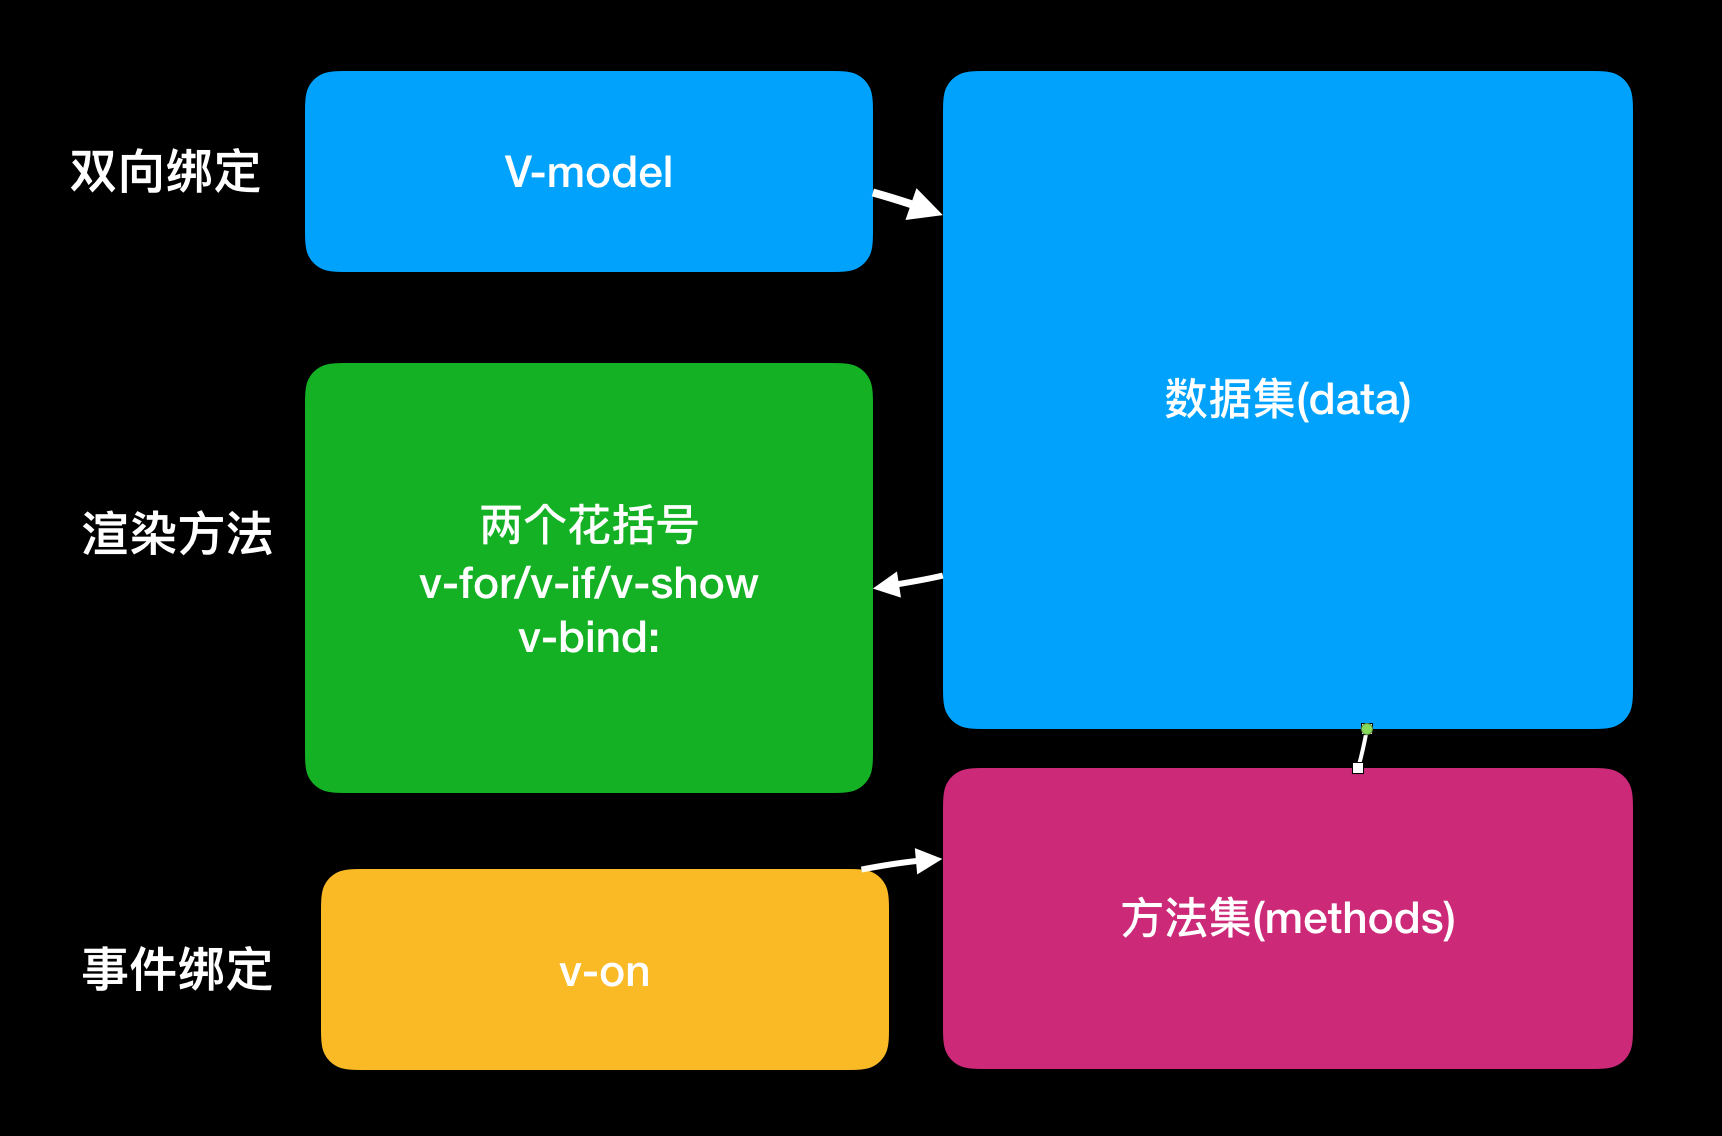 双向绑定
V-model
数据集(data)
渲染方法
两个花括号
v-for/v-if/v-show
v-bind:
事件绑定
v-on
方法集(methods)